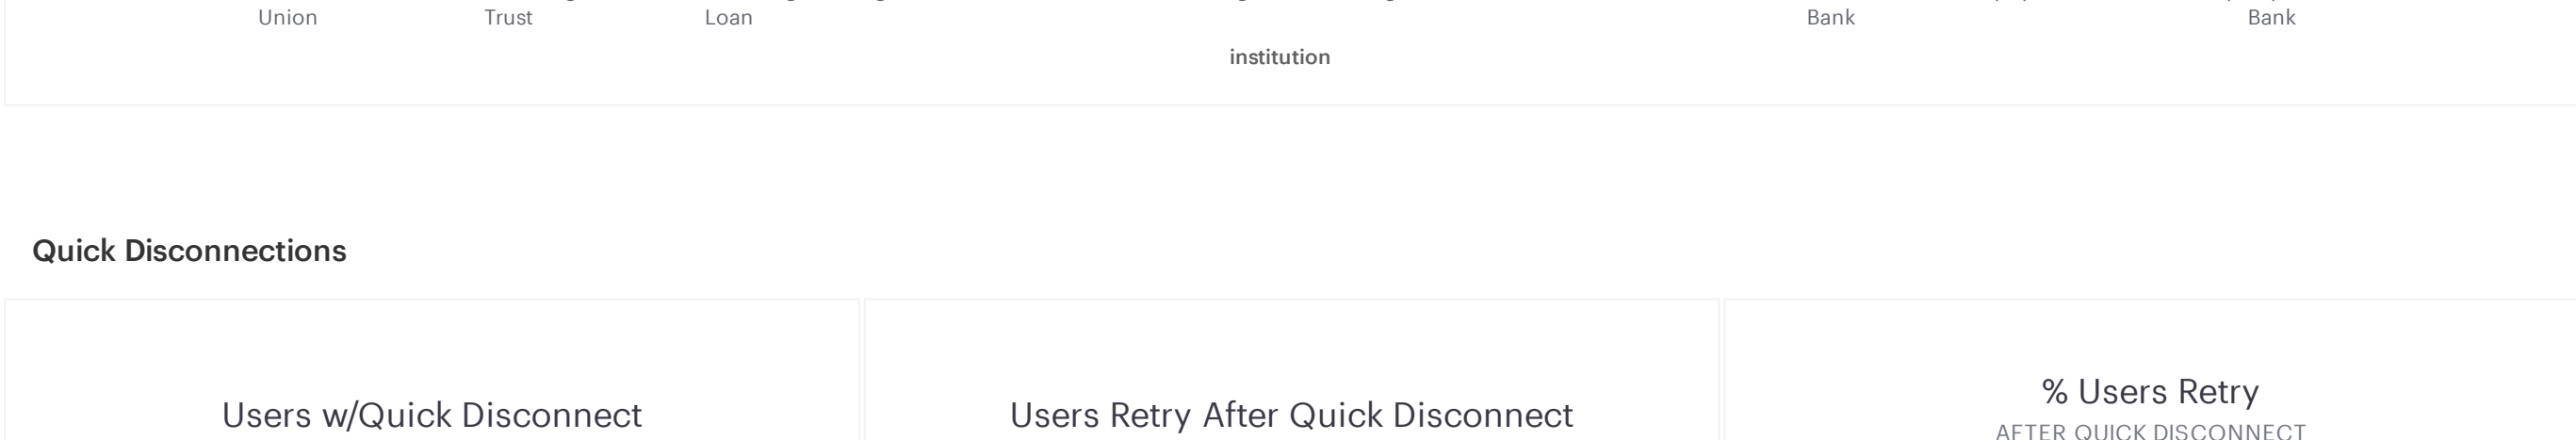 Union Trust Loan Bank Bank
institution
Quick Disconnections
Users w/Quick Disconnect
Users Retry After Quick Disconnect
% Users Retry
AFTER QUICK DISCONNECT